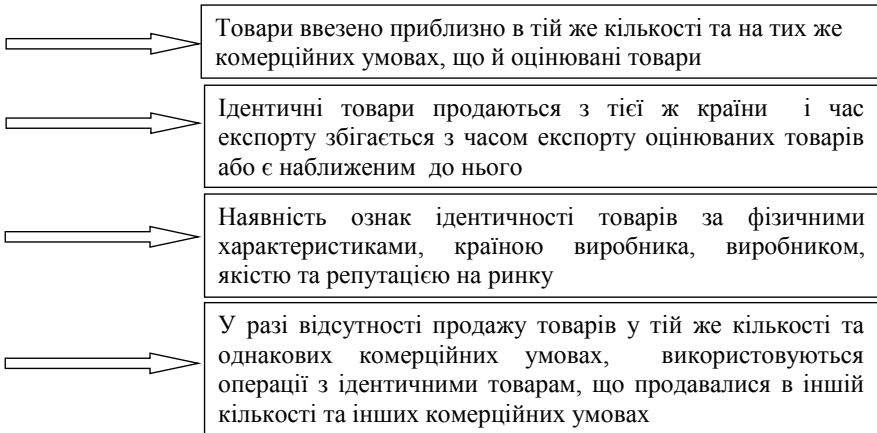 Товари ввезено приблизно в тій же кількості та на тих же
комерційних умовах, що й оцінювані товари
Ідентичні товари продаються з тієї ж країни і час
експорту збігається з часом експорту оцінюваних товарів
або є наближеним до нього
Наявність ознак ідентичності товарів за фізичними
характеристиками, країною виробника, виробником,
якістю та репутацією на ринку
У разі відсутності продажу товарів у тій же кількості та
однакових комерційних умовах, використовуються
операції з ідентичними товарам, що продавалися в іншій
кількості та інших комерційних умовах